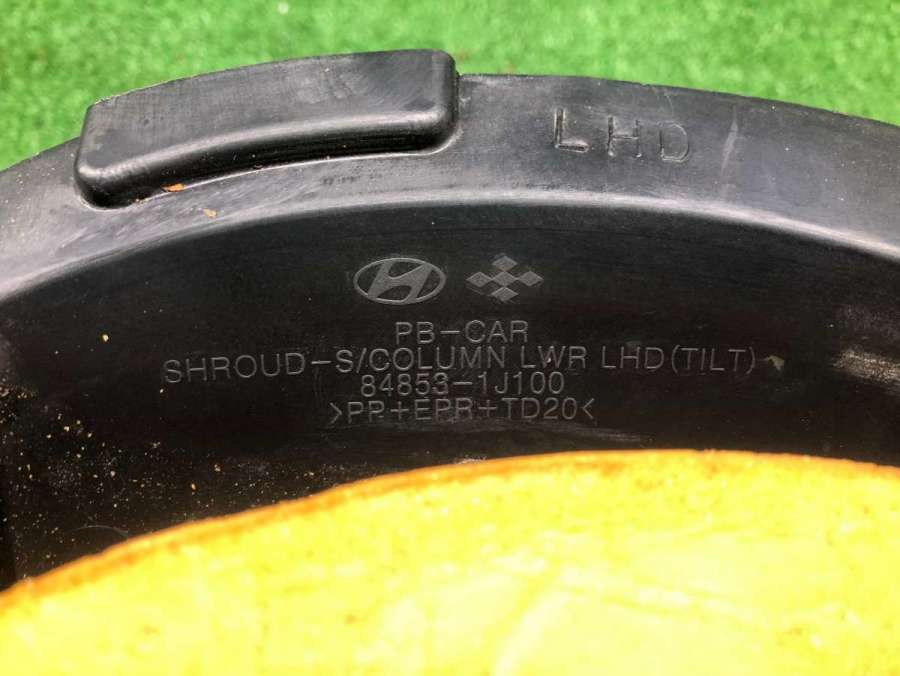 LHD
PB-CAR
SHROUD-S/COLUMN LWR LHD(TILT)
84853-1J100
>PP+EPR+TD20<